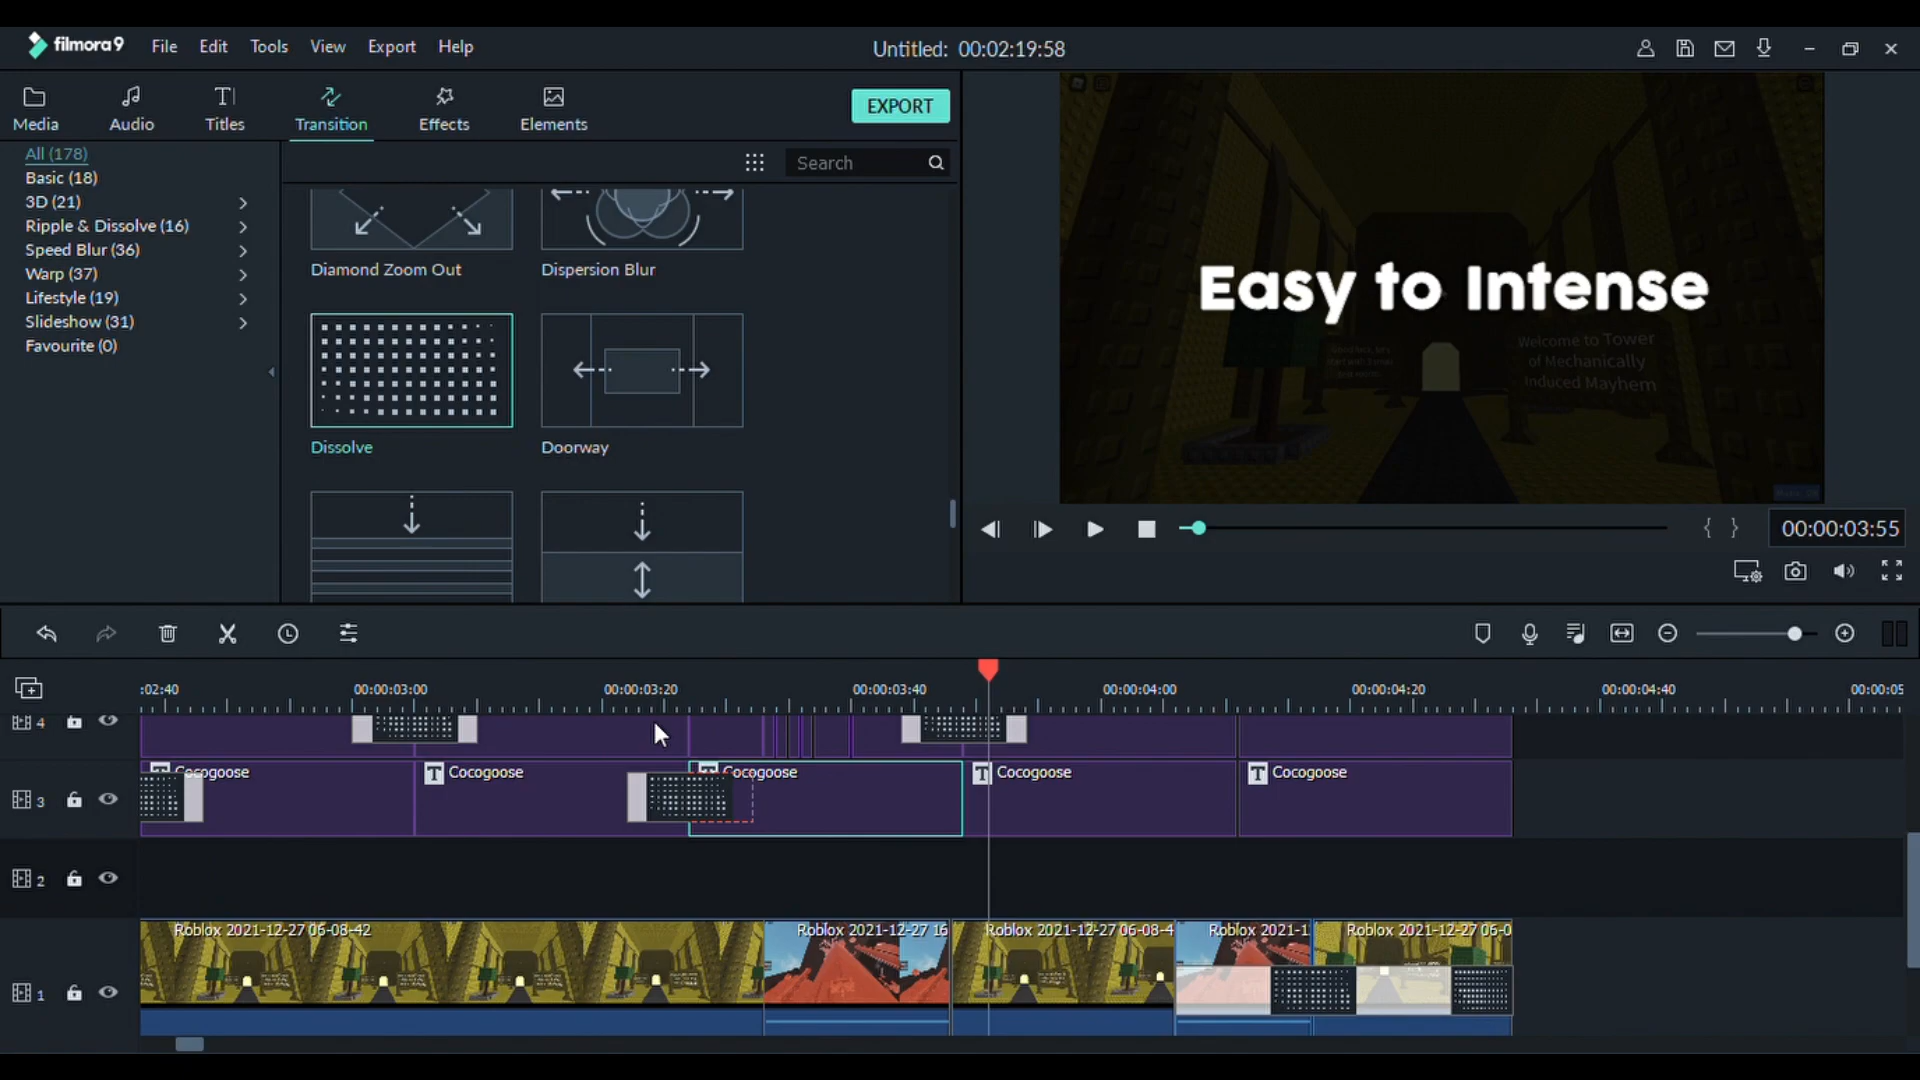 filmora9 File Edit Tools View Export Help Untitled: 00:02:19:58
Media Audio Titles Transition Effects Elements EXPORT
All (178)
Search
Basic (18)
3D (21)
Ripple & Dissolve (16)
Speed Blur (36)
Warp (37)
Lifestyle (19)
Slideshow (31)
Favourite (0)
Diamond Zoom Out Dispersion Blur
Dissolve Doorway
Easy to Intense
Welcome to Tower
of Mechanically
Induced Mayhem
00:00:03:55
:02:40 00:00:03:00 00:00:03:20 00:00:03:40 00:00:04:00 00:00:04:20 00:00:04:40 00:00:05
4
T Cocogoose T Cocogoose T Cocogoose T Cocogoose T Cocogoose
3
2
Roblox 2021-12-27 06-08-42 Roblox 2021-12-27 16 Roblox 2021-12-27 06-08-4 Roblox 2021-1 Roblox 2021-12-27 06-0
1